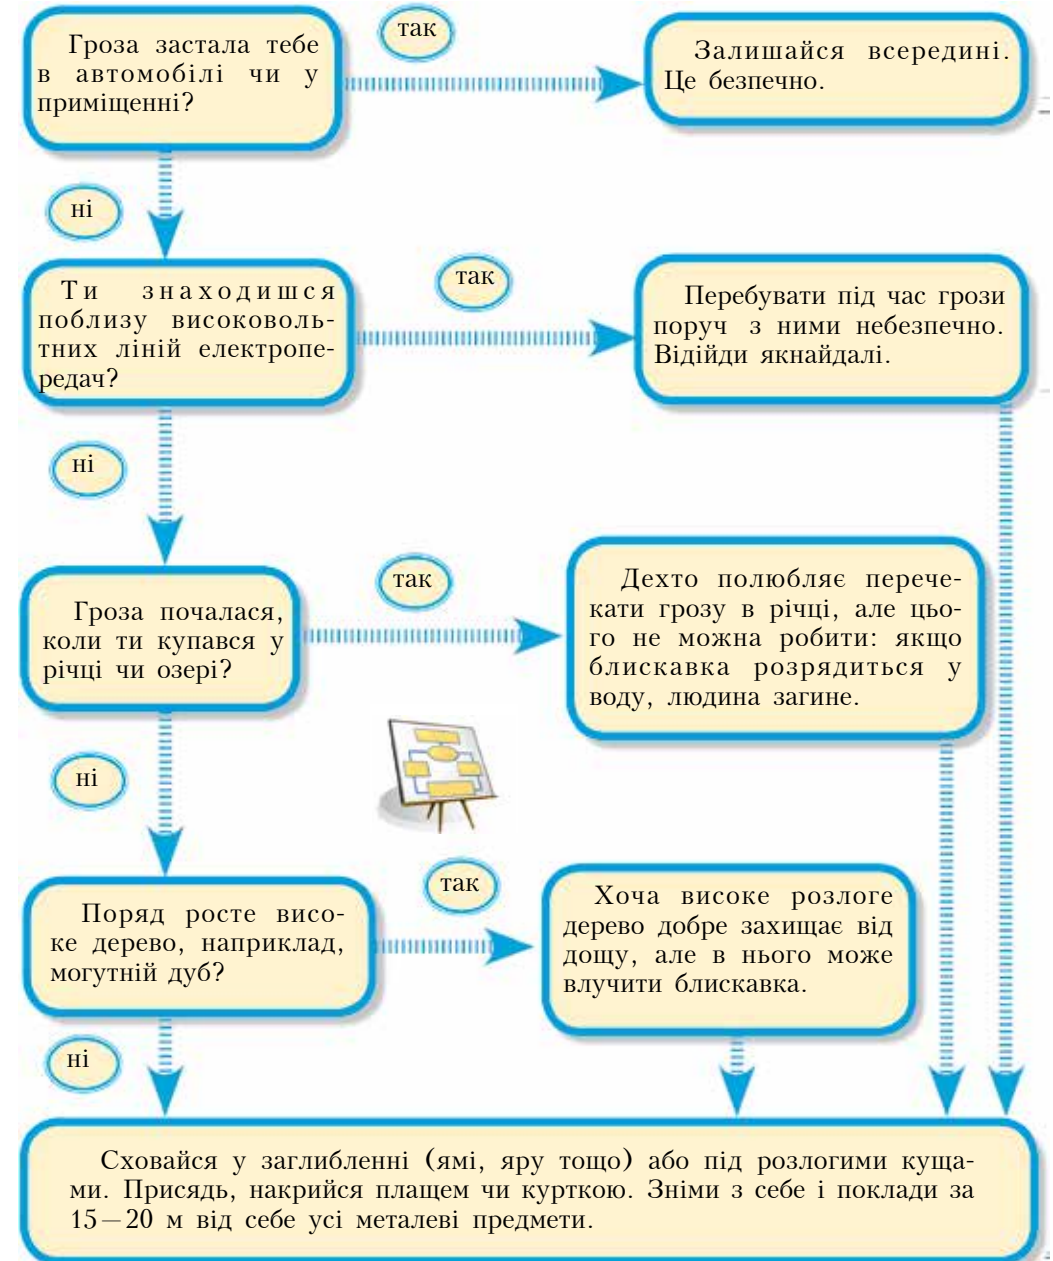 Гроза застала тебе
в автомобілі чи у
приміщенні?
так
Залишайся всередині.
Це безпечно.
ні
Ти знаходишся
поблизу високоволь-
тних ліній електропе-
редач?
так
Перебувати під час грози
поруч з ними небезпечно.
Відійди якнайдалі.
ні
Гроза почалася,
коли ти купався у
річці чи озері?
так
Дехто полюбляє перече-
кати грозу в річці, але цьо-
го не можна робити: якщо
блискавка розрядиться у
воду, людина загине.
ні
Поряд росте висо-
ке дерево, наприклад,
могутній дуб?
так
Хоча високе розлоге
дерево добре захищає від
дощу, але в нього може
влучити блискавка.
ні
Сховайся у заглибленні (ямі, яру тощо) або під розлогими куща-
ми. Присядь, накрийся плащем чи курткою. Зніми з себе і поклади за
15—20 м від себе усі металеві предмети.